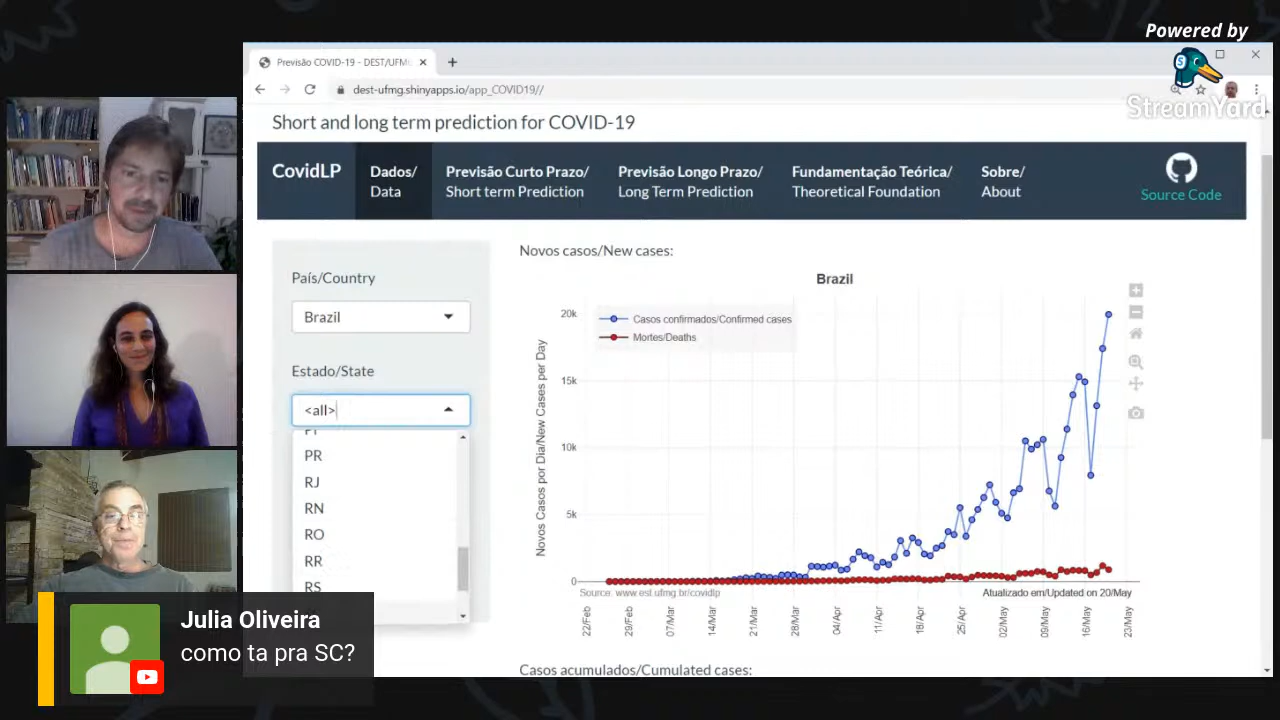 Powered by
StreamYard
Previsão COVID-19 - DEST/UFM
dest-ufmg.shinyapps.io/app_COVID19//
Short and long term prediction for COVID-19
CovidLP
Dados/
Data
Previsão Curto Prazo/
Short term Prediction
Previsão Longo Prazo/
Long Term Prediction
Fundamentação Teórica/
Theoretical Foundation
Sobre/
About
Source Code
País/Country
Brazil
Estado/State
<all>
PR
RJ
RN
RO
RR
RS
Novos casos/New cases:
Brazil
Casos confirmados/Confirmed cases
Mortes/Deaths
Novos Casos por Dia/New Cases per Day
20k
15k
10k
5k
0
Source: www.est.ufmg.br/covidlp
Atualizado em/Updated on 20/May
22/Feb
29/Feb
07/Mar
14/Mar
21/Mar
28/Mar
04/Apr
11/Apr
18/Apr
25/Apr
02/May
09/May
16/May
23/May
Casos acumulados/Cumulated cases:
Julia Oliveira
como ta pra SC?